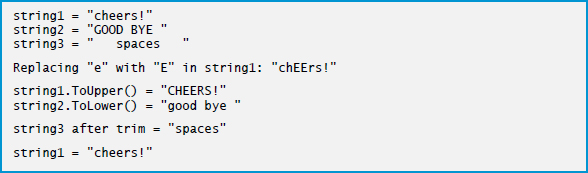 string1 = "cheers!"
string2 = "GOOD BYE "
string3 = "   spaces   "
Replacing "e" with "E" in string1: "chEErs!"
string1.ToUpper() = "CHEERS!"
string2.ToLower() = "good bye "
string3 after trim = "spaces"
string1 = "cheers!"